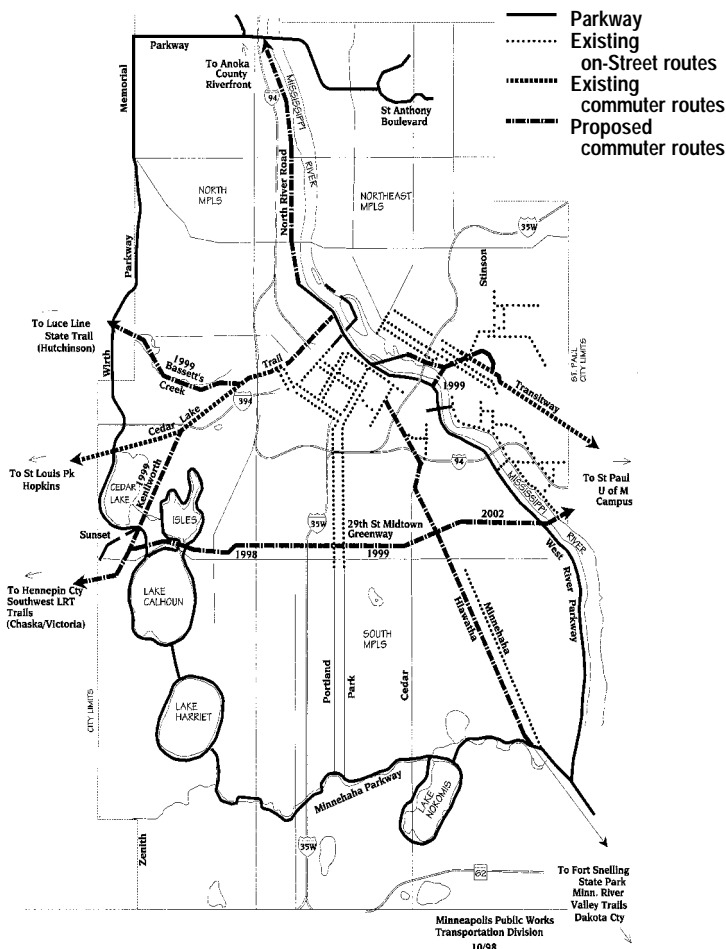 Parkway
Existing
on-Street routes
Existing
commuter routes
Proposed
commuter routes
Parkway
To Anoka
County
Riverfront
94
MISSISSIPPI
RIVER
St Anthony
Boulevard
Memorial
NORTH
MPLS
North River Road
NORTHEAST
MPLS
35W
Stinson
Parkway
To Luce Line
State Trail
(Hutchinson)
Wirth
1999
Bassett's
Creek
Trail
394
Cedar Lake
ST. PAUL
CITY LIMITS
1999
Transitway
To St Louis Pk
Hopkins
CEDAR
LAKE
1999
Kenilworth
ISLES
94
MISSISSIPPI
RIVER
To St Paul
U of M
Campus
Sunset
35W
29th St Midtown
Greenway
2002
1998
1999
West
River
Parkway
To Hennepin Cty
Southwest LRT
Trails
(Chaska/Victoria)
LAKE
CALHOUN
Hiawatha
Minnehaha
SOUTH
MPLS
Portland
Park
Cedar
CITY LIMITS
LAKE
HARRIET
Minnehaha Parkway
LAKE
NOKOMIS
Zenith
35W
62
To Fort Snelling
State Park
Minn. River
Valley Trails
Dakota Cty
Minneapolis Public Works
Transportation Division
10/98